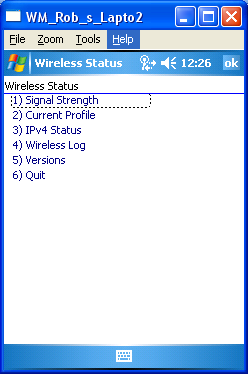 WM_Rob_s_Lapto2
File Zoom Tools Help
Wireless Status 12:26 ok
Wireless Status
1) Signal Strength
2) Current Profile
3) IPv4 Status
4) Wireless Log
5) Versions
6) Quit